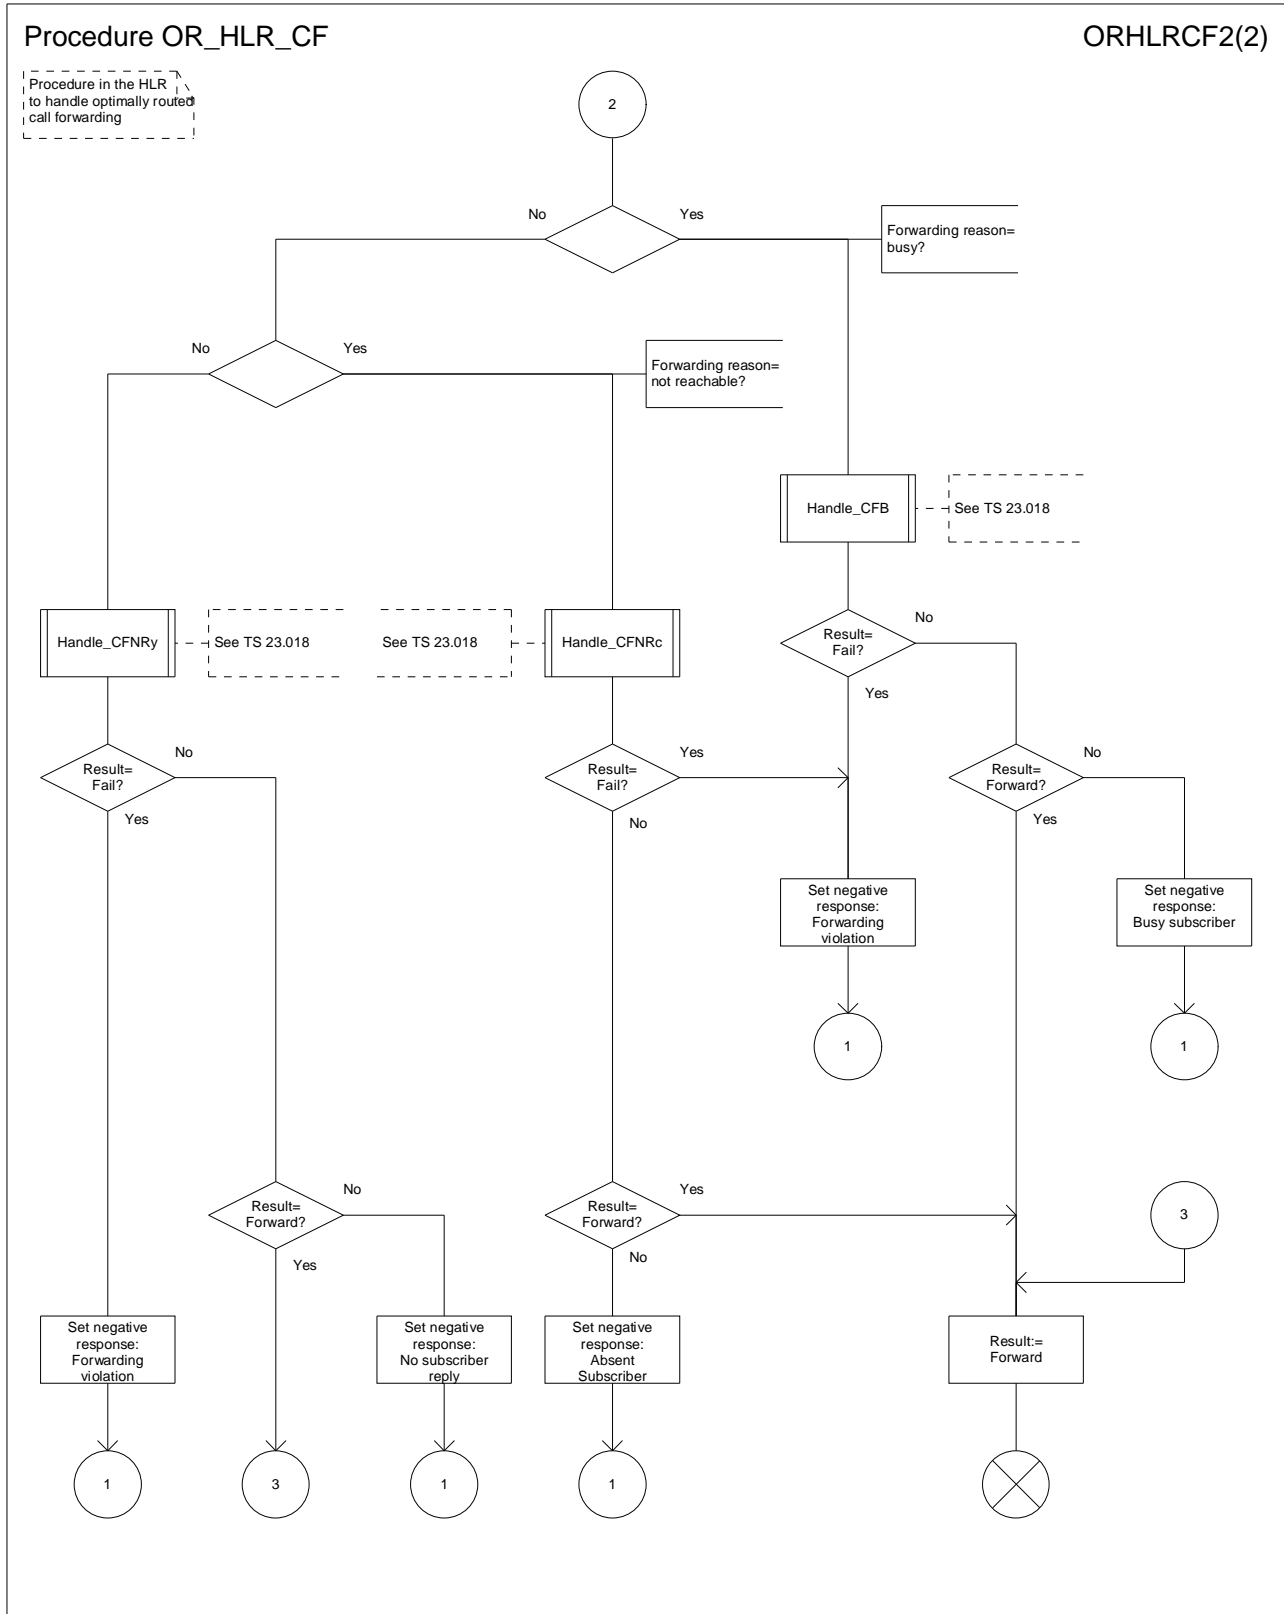 Procedure OR_HLR_CF
ORHLRCF2(2)
Procedure in the HLR
to handle optimally routed
call forwarding
2
No
Yes
Forwarding reason=
busy?
No
Yes
Forwarding reason=
not reachable?
Handle_CFB
See TS 23.018
Handle_CFNRy
See TS 23.018
See TS 23.018
Handle_CFNRc
Result=
Fail?
No
Yes
Result=
Fail?
No
Yes
Result=
Fail?
Yes
No
Result=
Forward?
No
Yes
Set negative
response:
Forwarding
violation
Set negative
response:
Busy subscriber
1
1
Result=
Forward?
No
Yes
Result=
Forward?
Yes
No
3
Set negative
response:
Forwarding
violation
Set negative
response:
No subscriber
reply
Set negative
response:
Absent
Subscriber
Result:=
Forward
1
3
1
1